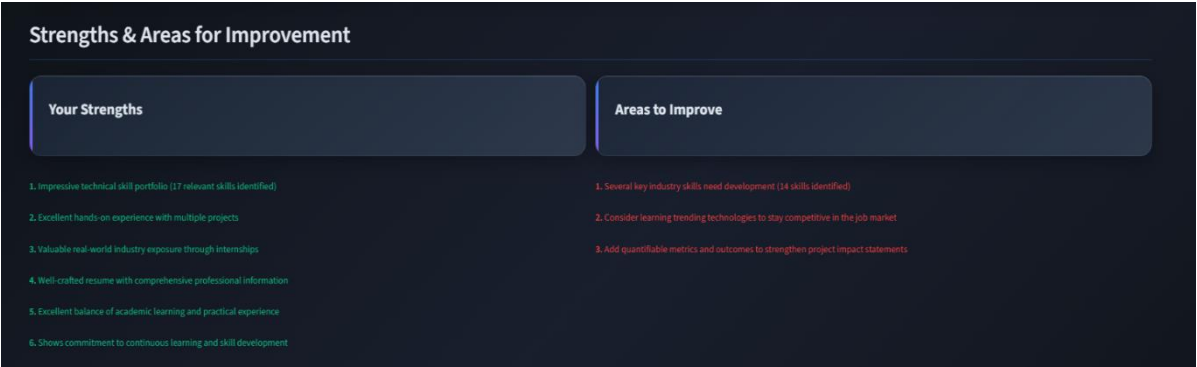 Strengths & Areas for Improvement
Your Strengths
1. Impressive technical skill portfolio (17 relevant skills identified)
2. Excellent hands-on experience with multiple projects
3. Valuable real-world industry exposure through internships
4. Well-crafted resume with comprehensive professional information
5. Excellent balance of academic learning and practical experience
6. Shows commitment to continuous learning and skill development
Areas to Improve
1. Several key industry skills need development (14 skills identified)
2. Consider learning trending technologies to stay competitive in the job market
3. Add quantifiable metrics and outcomes to strengthen project impact statements